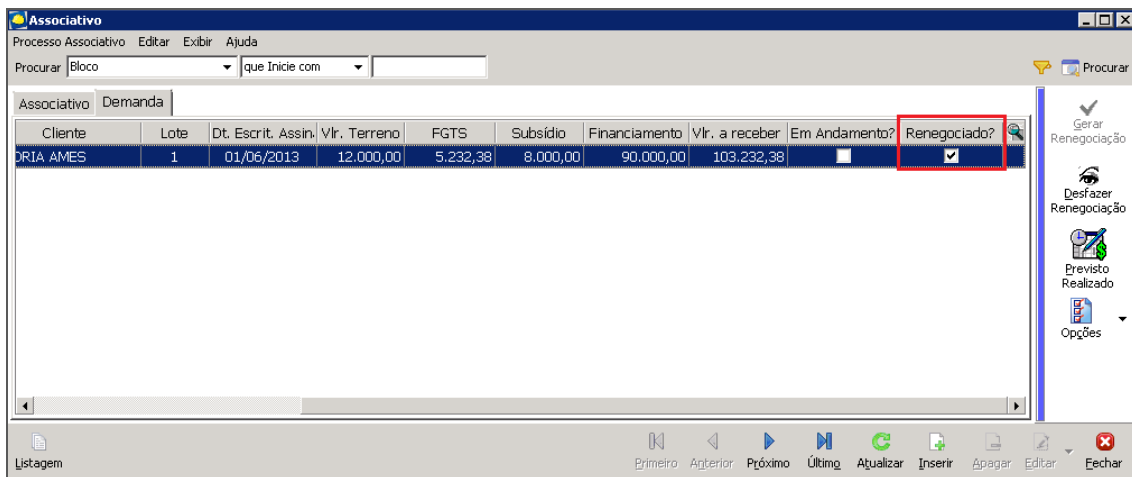 Associativo
Processo Associativo Editar Exibir Ajuda
Procurar Bloco que Inicie com Procurar
Associativo Demanda
Cliente Lote Dt. Escrit. Assin. Vlr. Terreno FGTS Subsídio Financiamento Vlr. a receber Em Andamento? Renegociado?
ORIA AMES 1 01/06/2013 12.000,00 5.232,38 8.000,00 90.000,00 103.232,38
Gerar
Renegociação
Desfazer
Renegociação
Previsto
Realizado
Opções
Listagem Primeiro Anterior Próximo Último Atualizar Inserir Apagar Editar Fechar